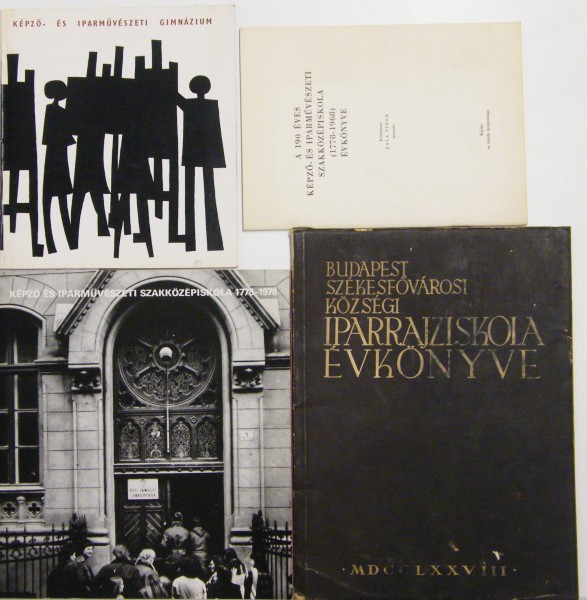 KÉPZŐ- ÉS IPARMŰVÉSZETI GIMNÁZIUM
A 190 ÉVES
KÉPZŐ- ÉS IPARMŰVÉSZETI
SZAKKÖZÉPISKOLA
(1778-1968)
ÉVKÖNYVE
KÉPZŐ ÉS IPARMŰVÉSZETI SZAKKÖZÉPISKOLA 1778-1978
BUDAPEST
SZÉKESFŐVÁROSI
KÖZSÉGI
IPARRAJZISKOLA
ÉVKÖNYVE
·MDCCLXXVIII·